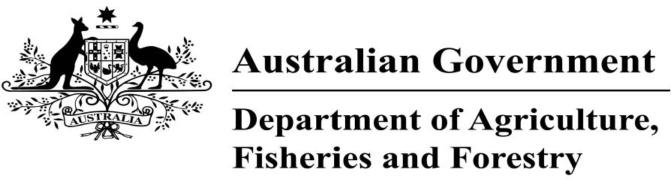 AUSTRALIA
Australian Government
Department of Agriculture,
Fisheries and Forestry